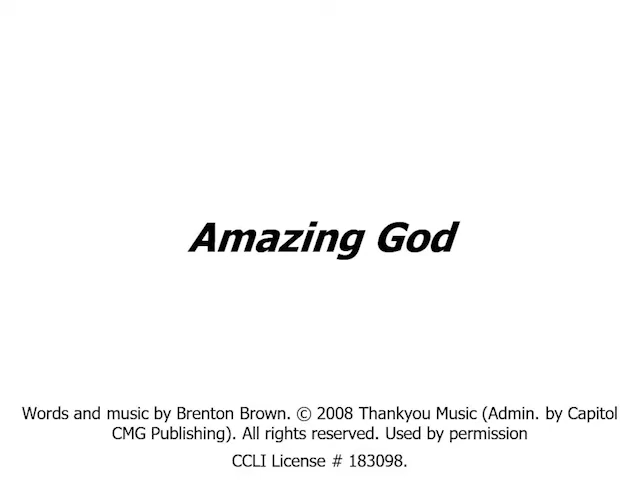 Amazing God
Words and music by Brenton Brown. © 2008 Thankyou Music (Admin. by Capitol
CMG Publishing). All rights reserved. Used by permission
CCLI License # 183098.